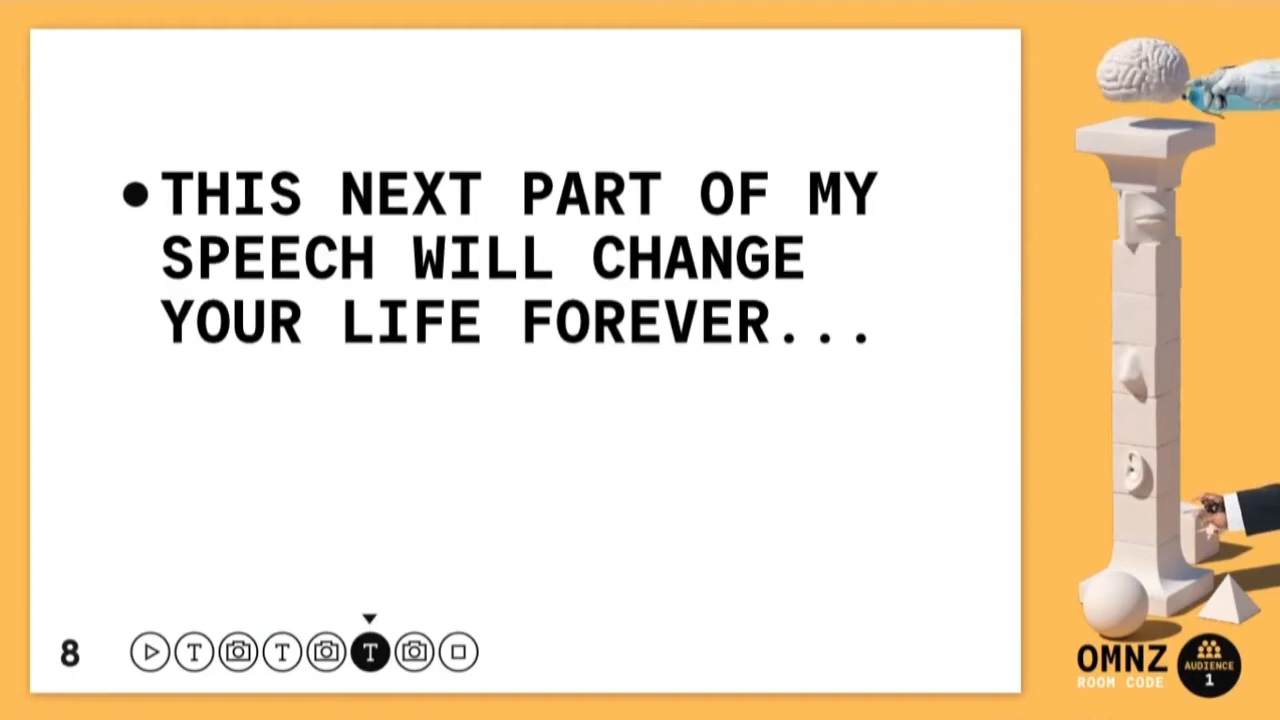 ●THIS NEXT PART OF MY
SPEECH WILL CHANGE
YOUR LIFE FOREVER...
8
T
T
T
OMNZ
ROOM CODE
AUDIENCE
1